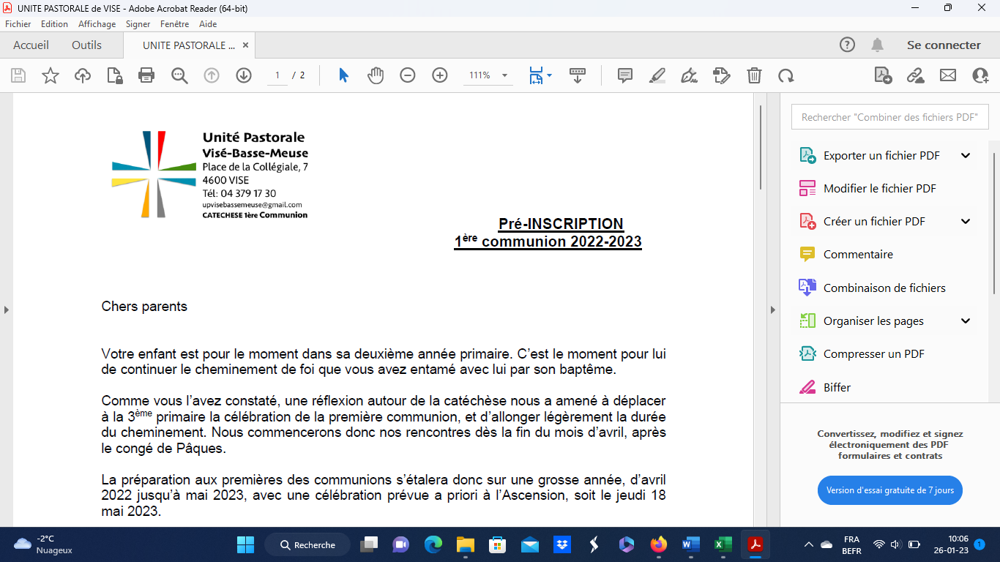 UNITE PASTORALE de VISE - Adobe Acrobat Reader (64-bit)
Fichier Edition Affichage Signer Fenêtre Aide
Accueil Outils UNITE PASTORALE ... × Se connecter
1 / 2 111%
Unité Pastorale
Visé-Basse-Meuse
Place de la Collégiale, 7
4600 VISE
Tél: 04 379 17 30
upvisebassemeuse@gmail.com
CATECHESE 1ère Communion
Pré-INSCRIPTION
1ère communion 2022-2023
Chers parents
Votre enfant est pour le moment dans sa deuxième année primaire. C’est le moment pour lui
de continuer le cheminement de foi que vous avez entamé avec lui par son baptême.
Comme vous l’avez constaté, une réflexion autour de la catéchèse nous a amené à déplacer
à la 3ème primaire la célébration de la première communion, et d’allonger légèrement la durée
du cheminement. Nous commencerons donc nos rencontres dès la fin du mois d’avril, après
le congé de Pâques.
La préparation aux premières des communions s’étalera donc sur une grosse année, d’avril
2022 jusqu’à mai 2023, avec une célébration prévue a priori à l’Ascension, soit le jeudi 18
mai 2023.
Rechercher "Combiner des fichiers PDF"
Exporter un fichier PDF
Modifier le fichier PDF
Créer un fichier PDF
Commentaire
Combinaison de fichiers
Organiser les pages
Compresser un PDF
Biffer
Convertissez, modifiez et signez
électroniquement des PDF
formulaires et contrats
Version d'essai gratuite de 7 jours
-2°C
Nuageux
Recherche
FRA
BEFR
10:06
26-01-23
1